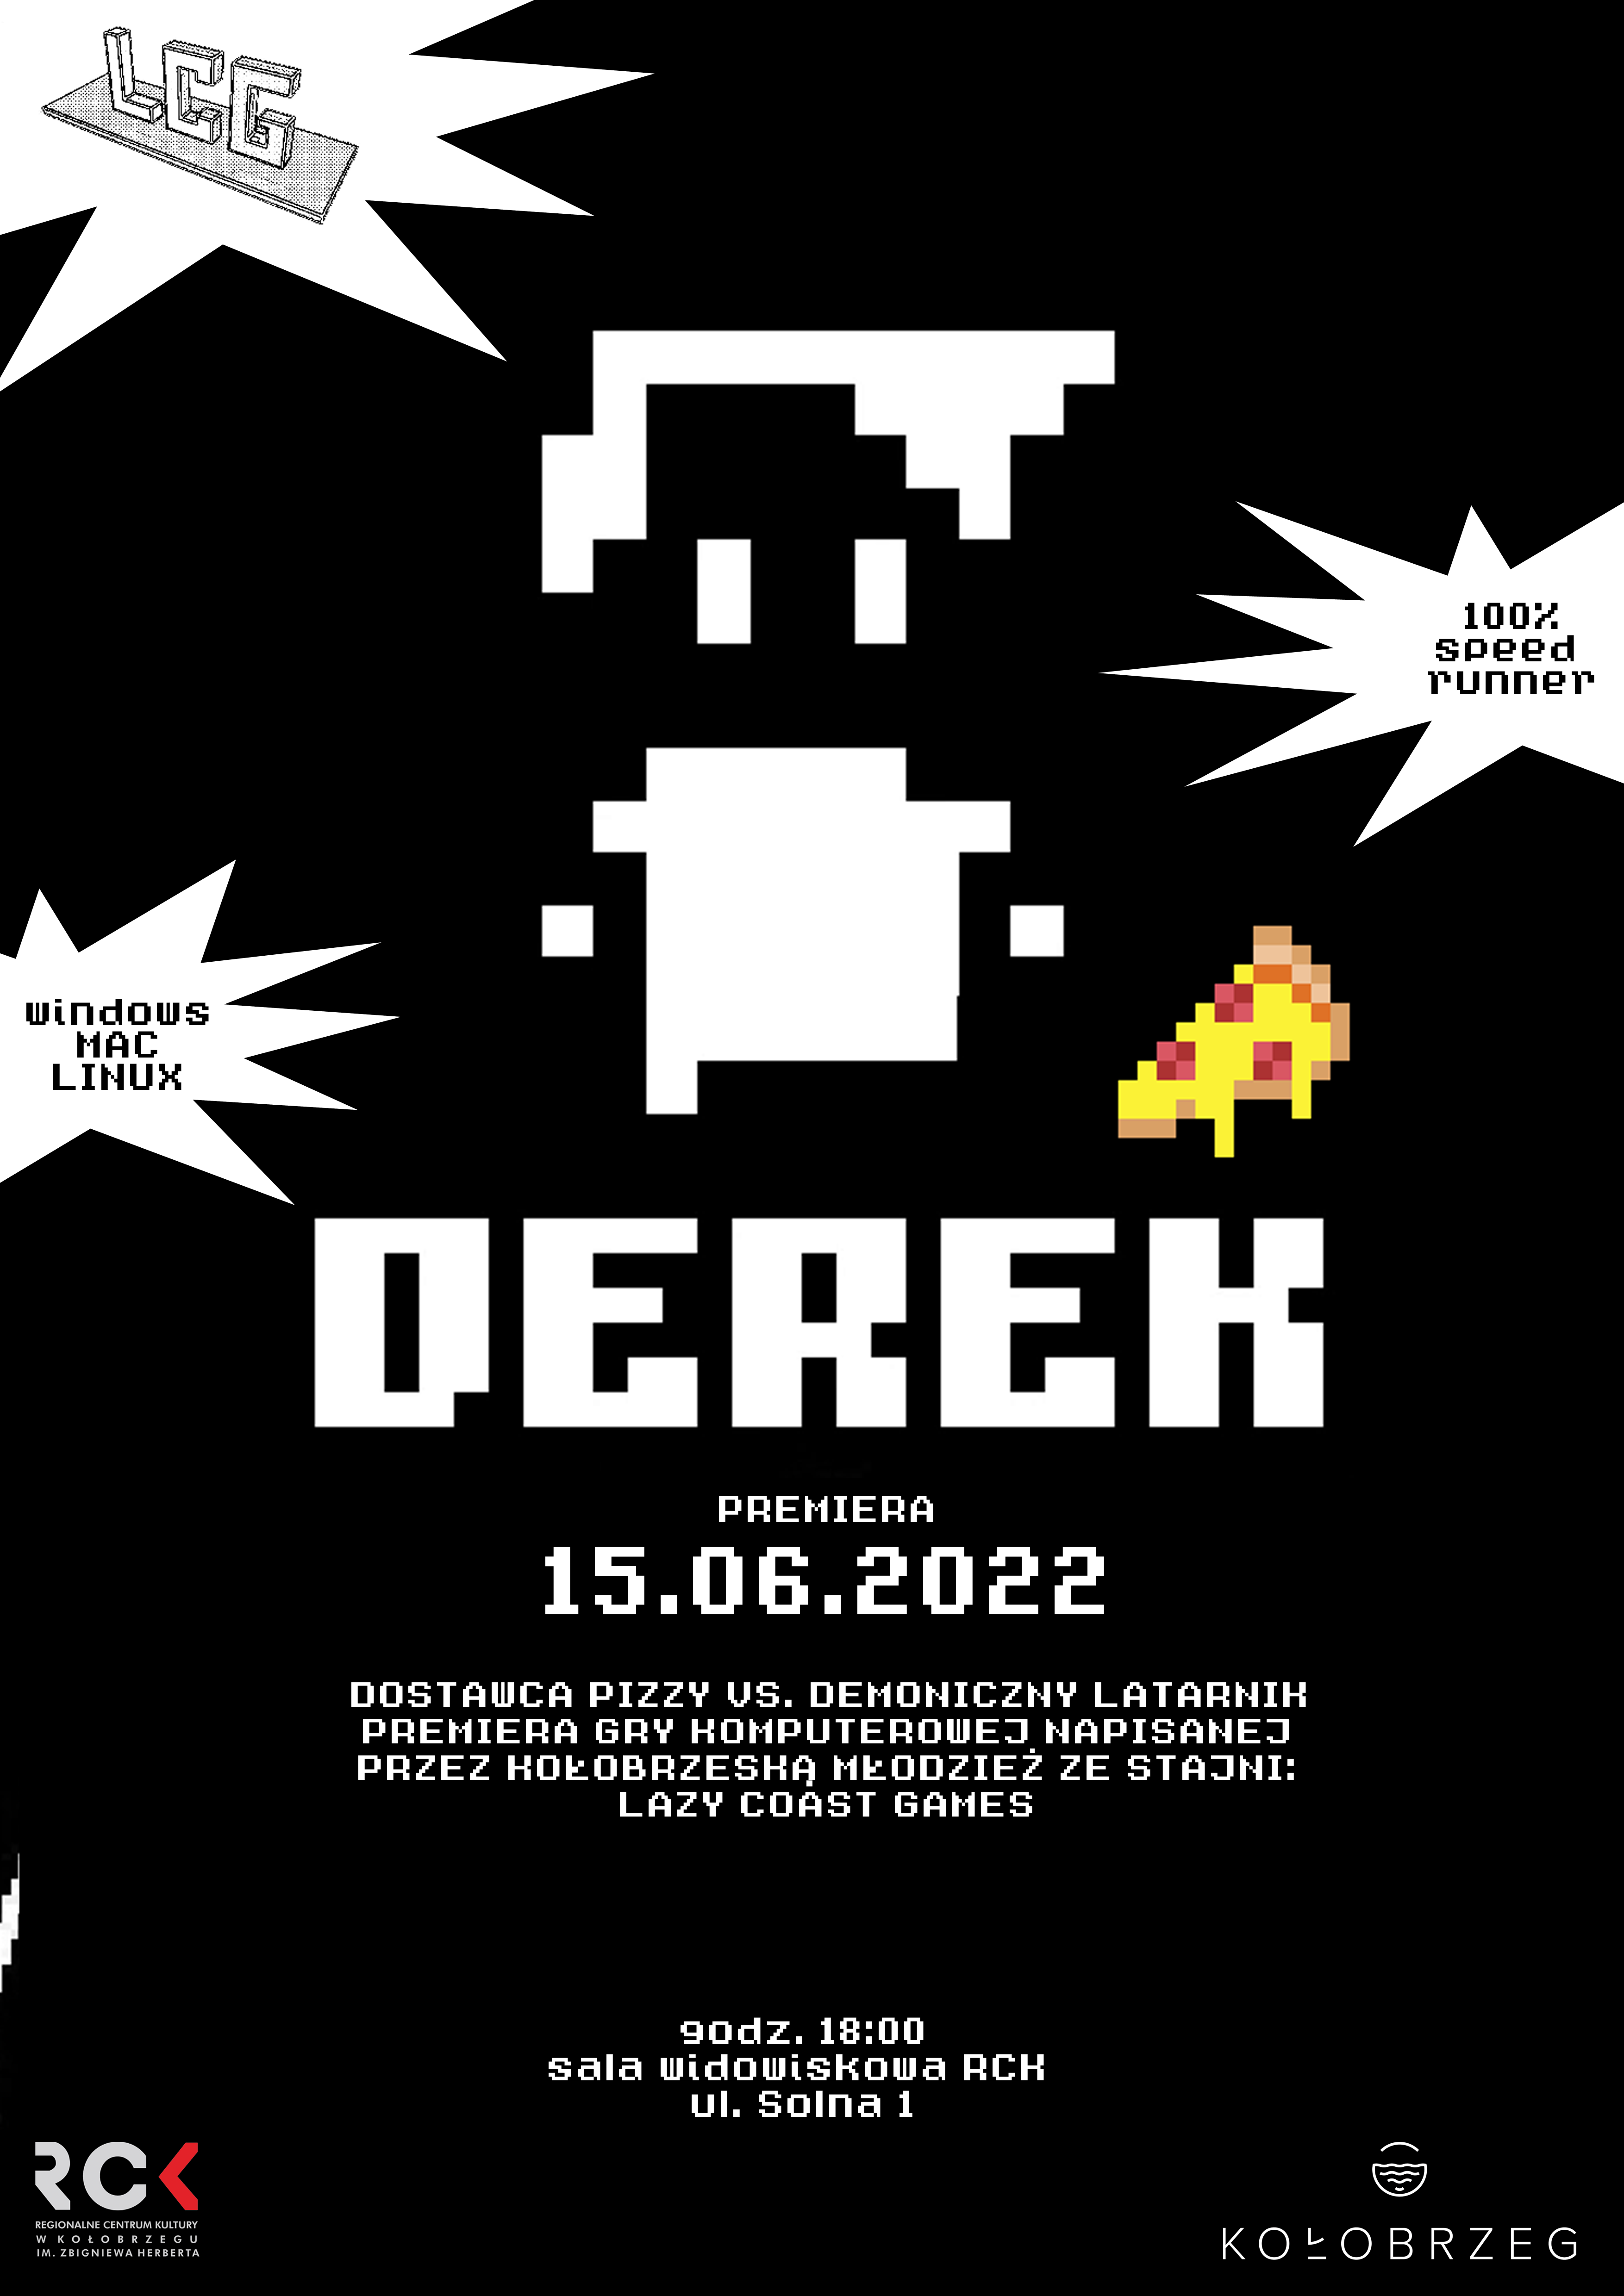 LCG
100%
speed
runner
windows
MAC
LINUX
DEREK
PREMIERA
15.06.2022
DOSTAWCA PIZZY VS. DEMONICZNY LATARNIK
PREMIERA GRY KOMPUTEROWEJ NAPISANEJ
PRZEZ KOŁOBRZESKĄ MŁODZIEŻ ZE STAJNI:
LAZY COAST GAMES
godz. 18:00
sala widowiskowa RCK
ul. Solna 1
RCK
REGIONALNE CENTRUM KULTURY
W KOŁOBRZEGU
IM. ZBIGNIEWA HERBERTA
KOŁOBRZEG